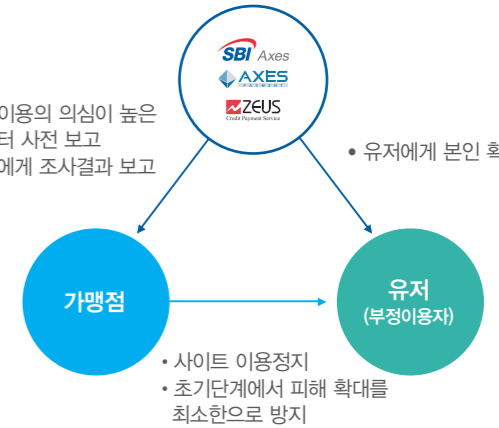 SBI Axes
AXES
PAYMENT
ZEUS
Credit Payment Service
이용의 의심이 높은
터 사전 보고
에게 조사결과 보고
• 유저에게 본인 확
가맹점
유저
(부정이용자)
• 사이트 이용정지
• 초기단계에서 피해 확대를
최소한으로 방지